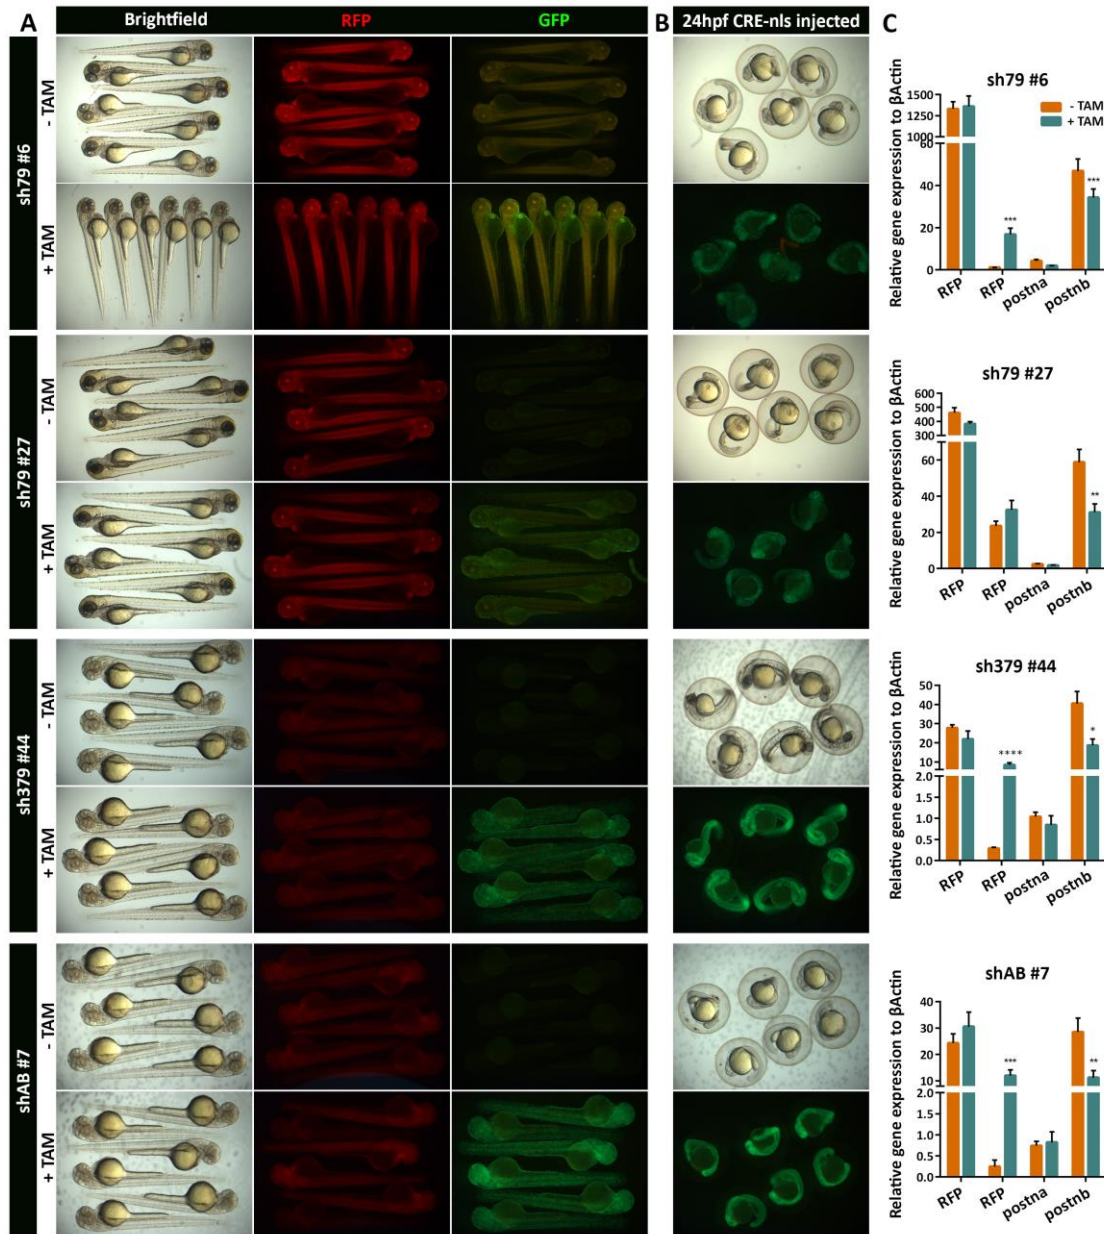 A
Brightfield
RFP
GFP
B
24hpf CRE-nls injected
C
sh79 #6
- TAM
+ TAM
sh79 #6
- TAM
+ TAM
Relative gene expression to βActin
1500
1250
1000
60
40
20
0
***
***
RFP
RFP
postna
postnb
sh79 #27
- TAM
+ TAM
sh79 #27
Relative gene expression to βActin
600
500
400
300
60
40
20
0
**
RFP
RFP
postna
postnb
sh379 #44
- TAM
+ TAM
sh379 #44
Relative gene expression to βActin
50
40
30
20
10
2.0
1.5
1.0
0.5
0.0
****
*
RFP
RFP
postna
postnb
shAB #7
- TAM
+ TAM
shAB #7
Relative gene expression to βActin
40
30
20
10
2.0
1.5
1.0
0.5
0.0
***
**
RFP
RFP
postna
postnb